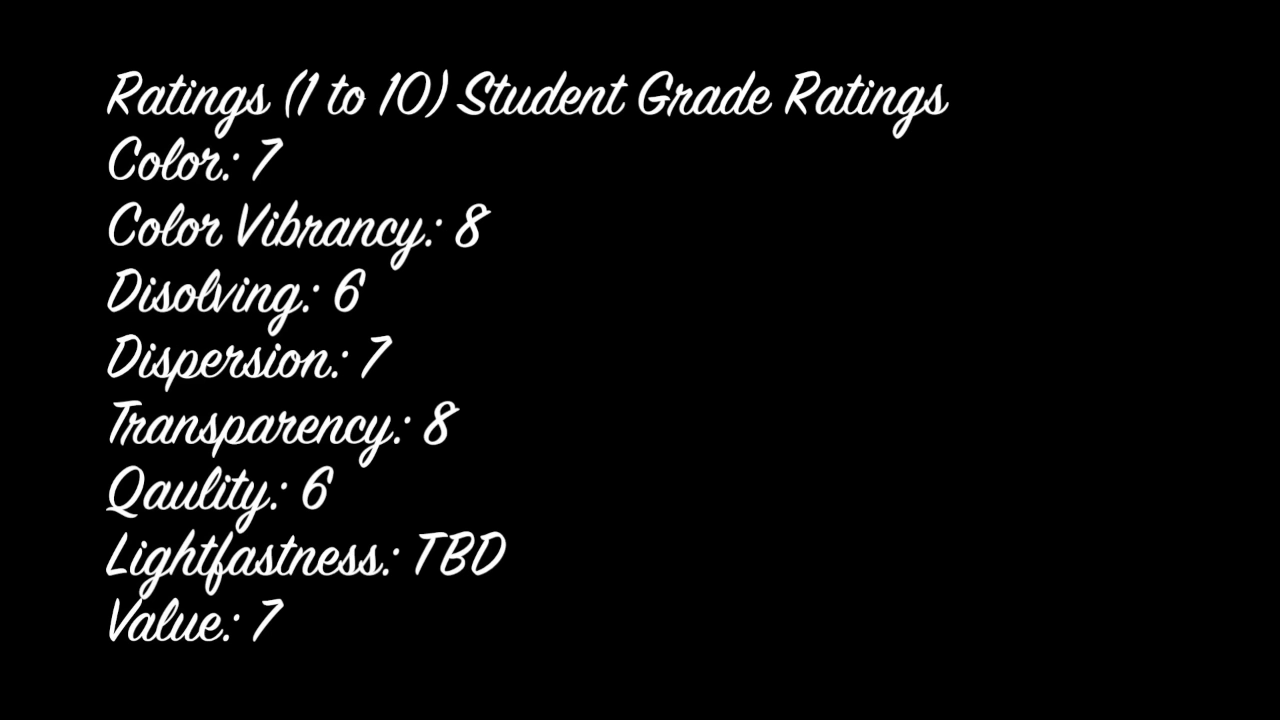 Ratings (1 to 10) Student Grade Ratings
Color: 7
Color Vibrancy: 8
Disolving: 6
Dispersion: 7
Transparency: 8
Qaulity: 6
Lightfastness: TBD
Value: 7